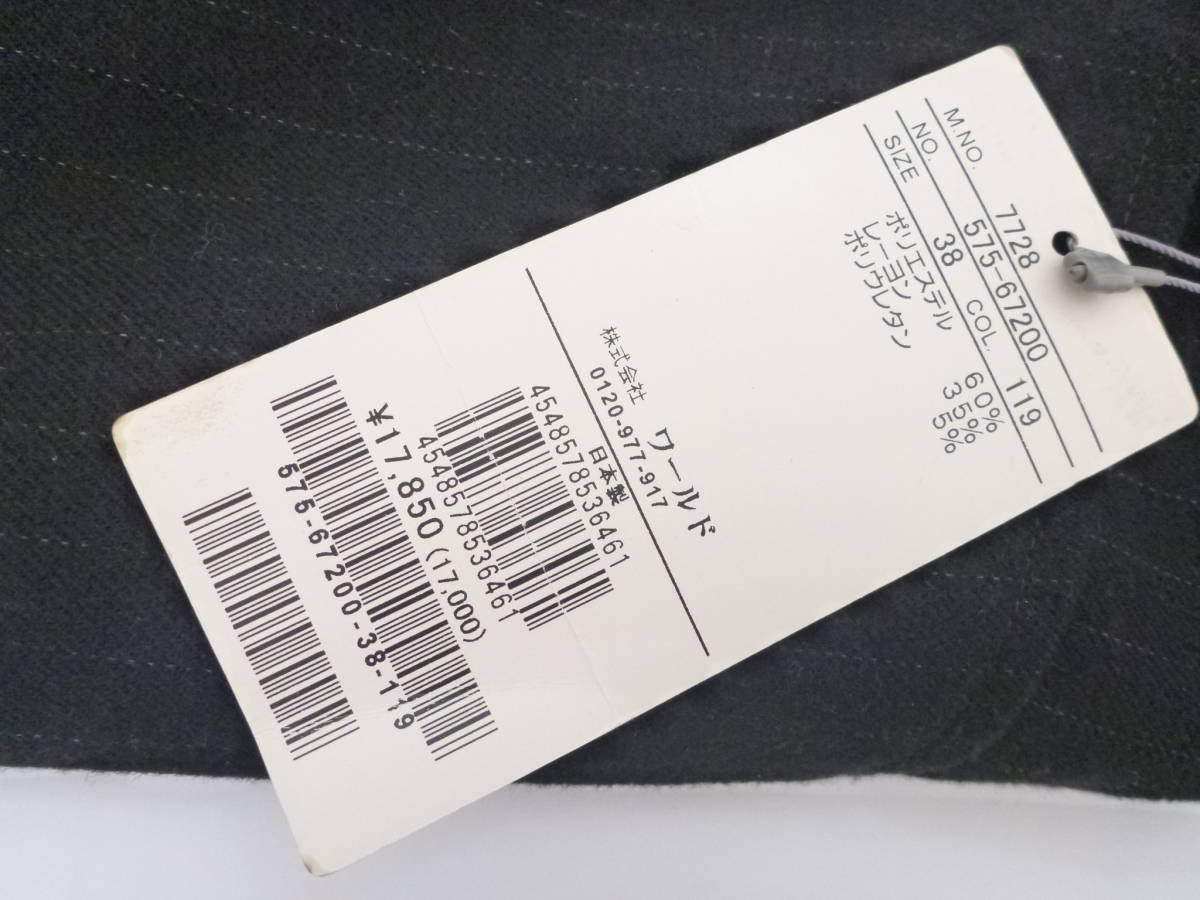 M.NO. 7728
NO. 575-67200
SIZE 38 COL. 119
ポリエステル 60%
レーヨン 35%
ポリウレタン 5%
株式会社 ワールド
0120-977-917
日本製
4548578536461
4548578536461
¥17,850(17,000)
575-67200-38-119